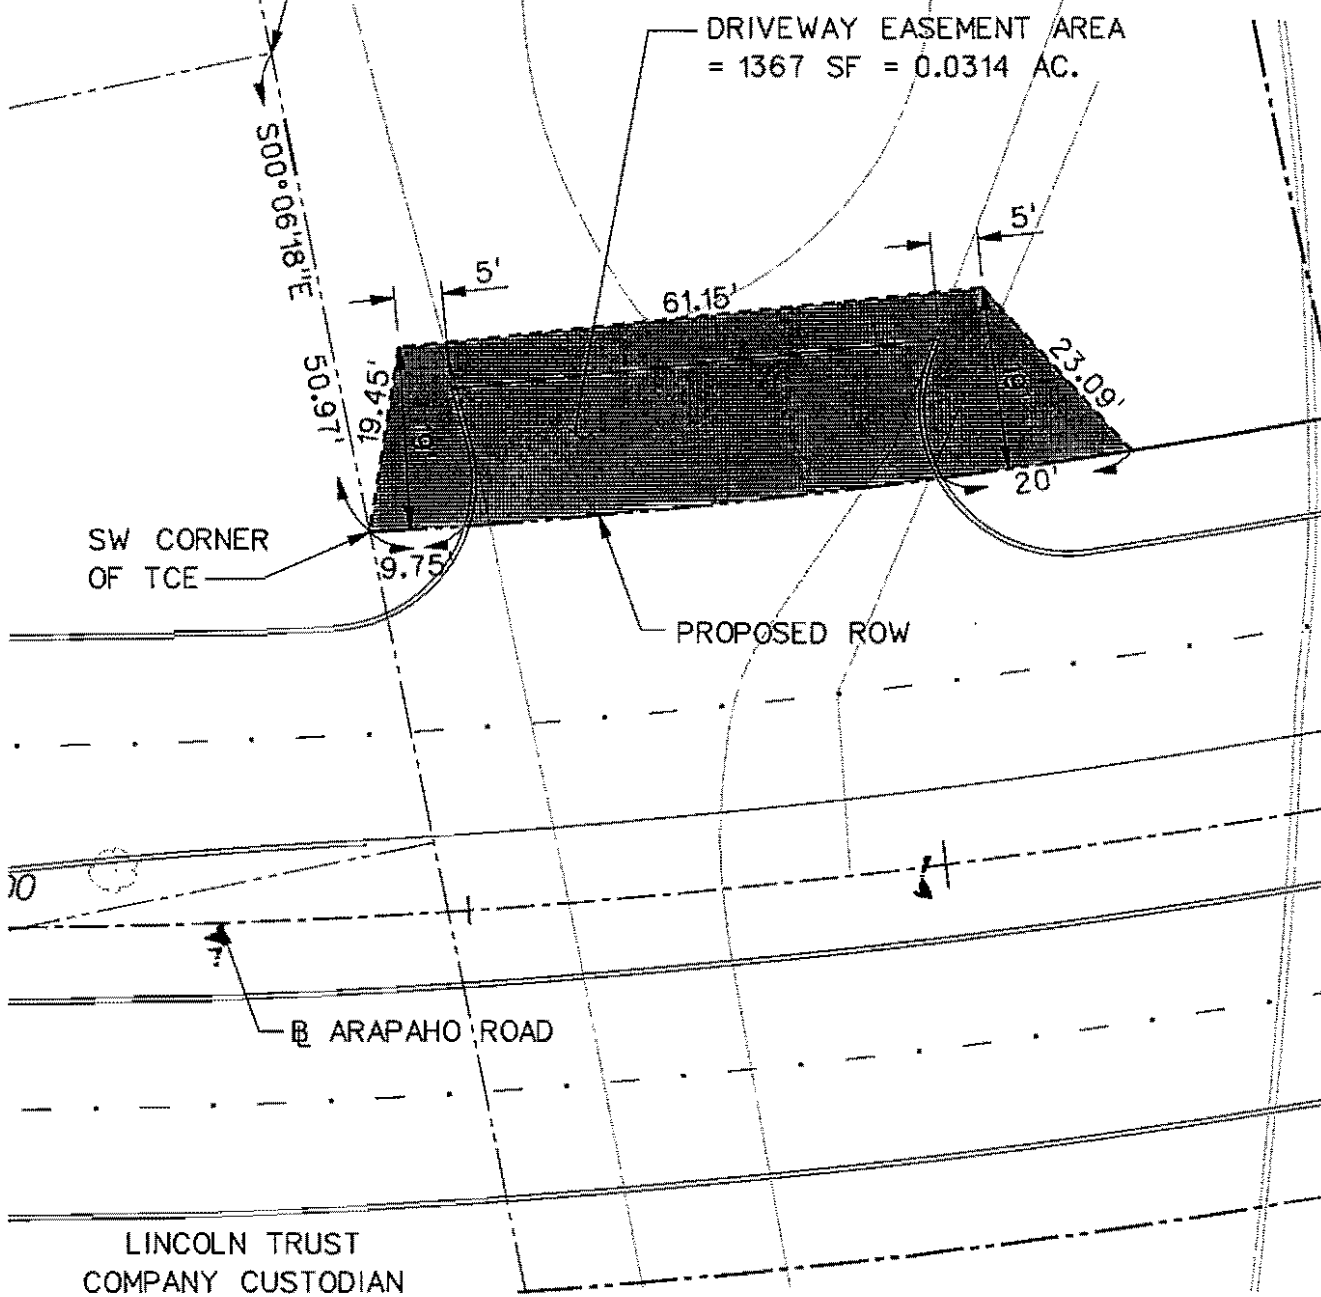 DRIVEWAY EASEMENT AREA
= 1367 SF = 0.0314 AC.
S00°06'18"E
50.97'
5'
5'
61.15'
19.45'
23.09'
20'
9.75'
SW CORNER
OF TCE
PROPOSED ROW
ARAPAHO ROAD
LINCOLN TRUST
COMPANY CUSTODIAN